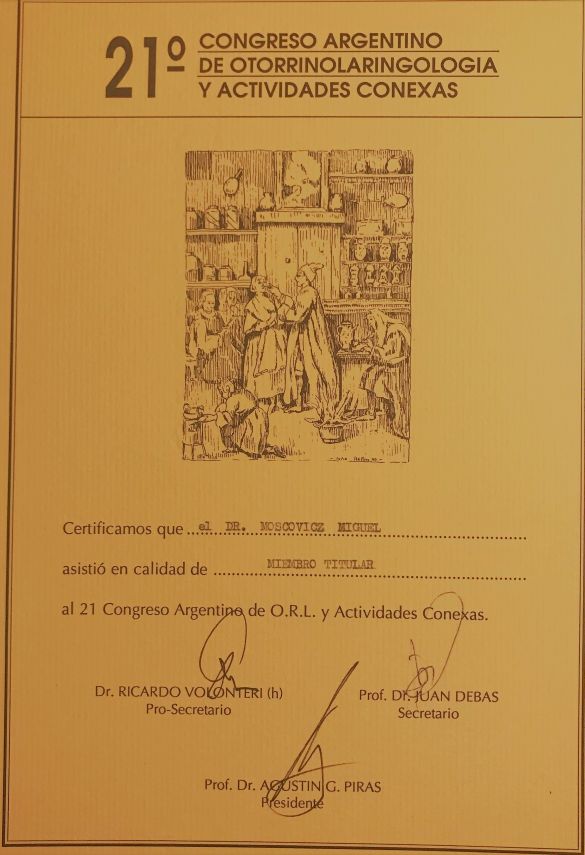 21º CONGRESO ARGENTINO
DE OTORRINOLARINGOLOGIA
Y ACTIVIDADES CONEXAS
Certificamos que el DR. MOSCOVICZ MIGUEL
asistió en calidad de MIEMBRO TITULAR
al 21 Congreso Argentino de O.R.L. y Actividades Conexas.
Dr. RICARDO VOLONTERI (h)
Pro-Secretario
Prof. Dr. JUAN DEBAS
Secretario
Prof. Dr. AGUSTIN G. PIRAS
Presidente